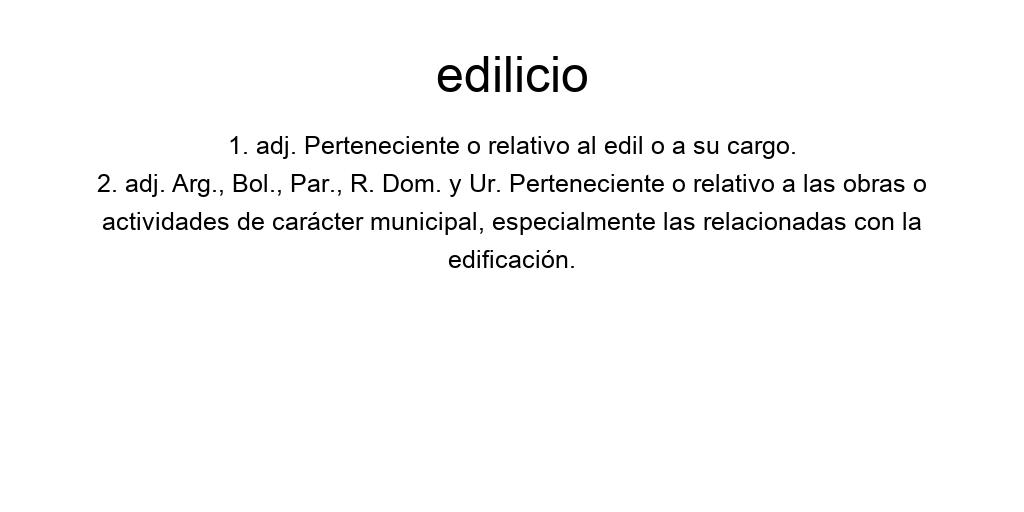 edilicio
1. adj. Perteneciente o relativo al edil o a su cargo.
2. adj. Arg., Bol., Par., R. Dom. y Ur. Perteneciente o relativo a las obras o
actividades de carácter municipal, especialmente las relacionadas con la
edificación.